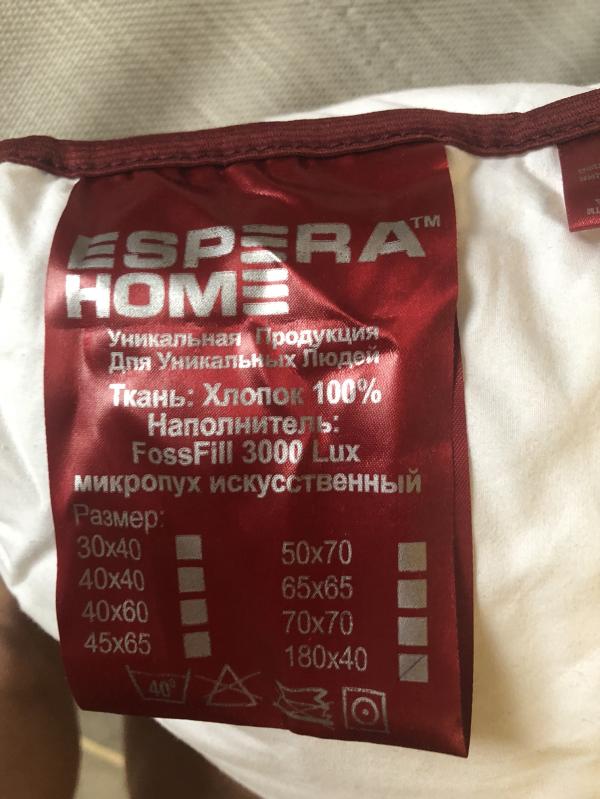 ESPERA™
HOME
Уникальная Продукция
Для Уникальных Людей
Ткань: Хлопок 100%
Наполнитель:
FossFill 3000 Lux
микропух искусственный
Размер:
30x40
40x40
40x60
45x65
50x70
65x65
70x70
180x40
40°